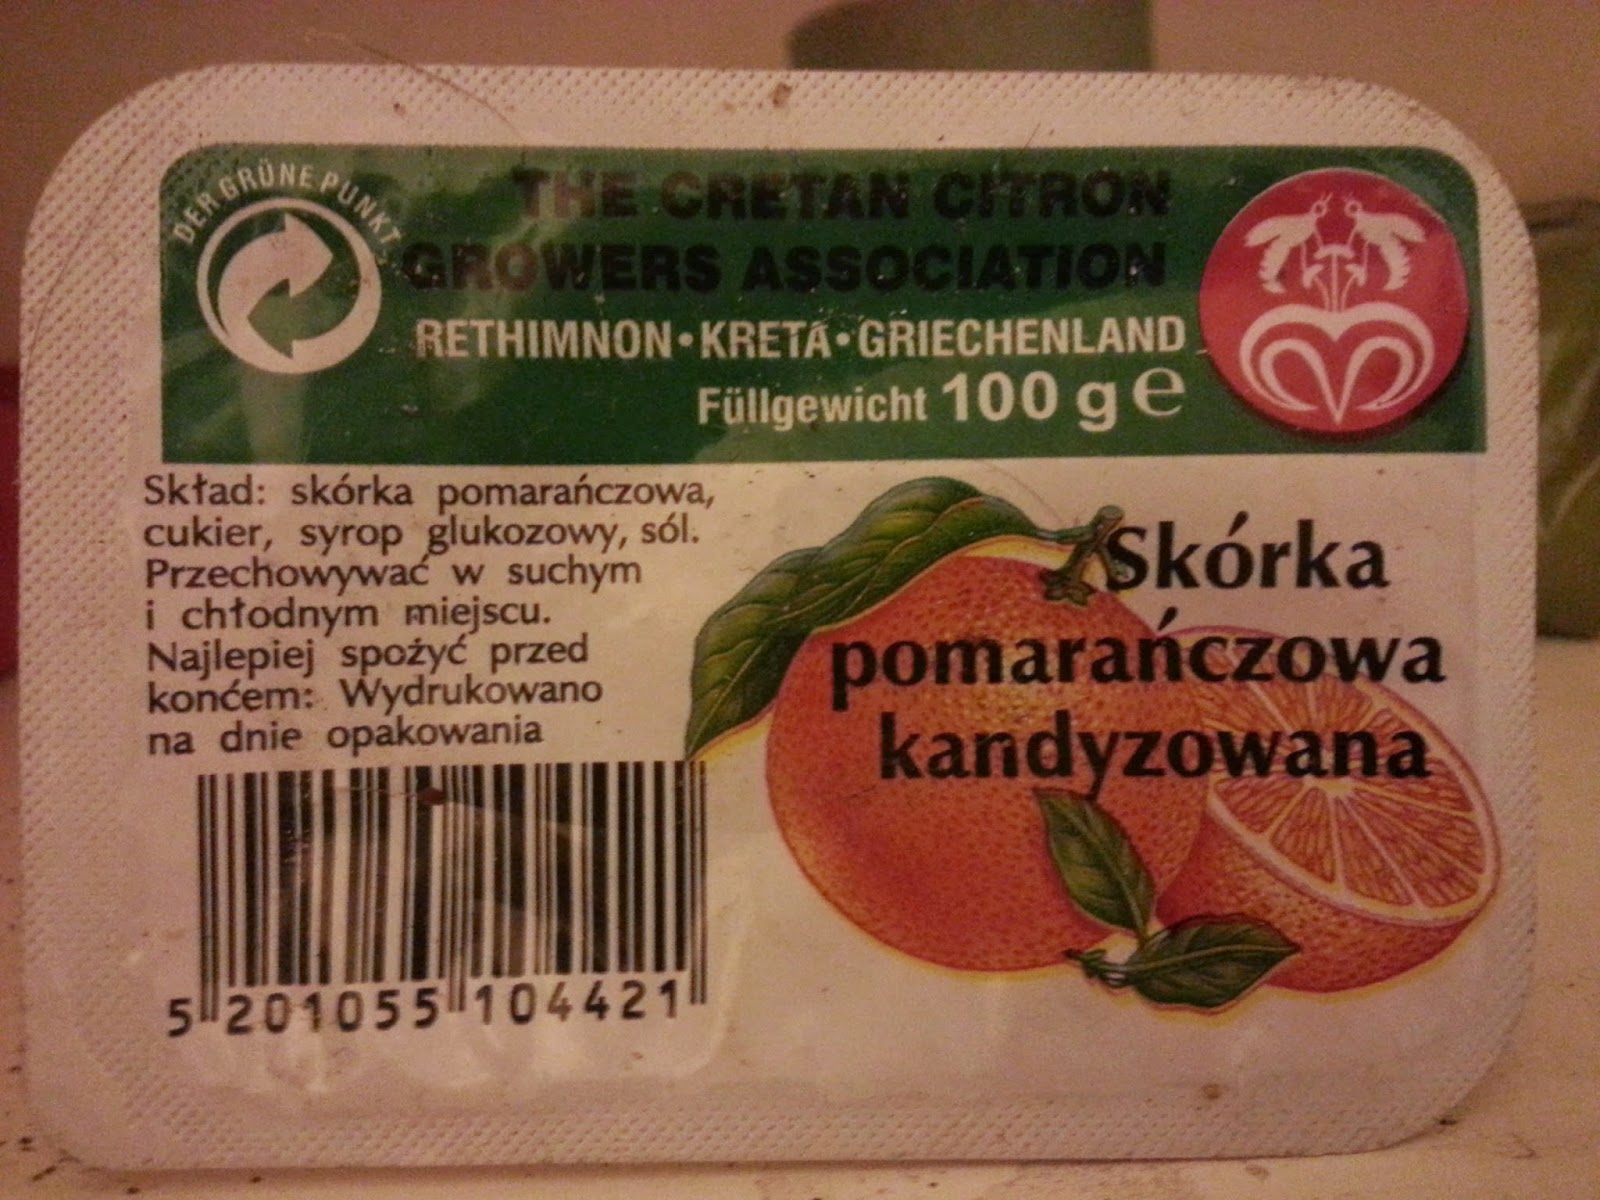 DER GRÜNE PUNKT
THE CRETAN CITRON
GROWERS ASSOCIATION
RETHIMNON•KRETA•GRIECHENLAND
Füllgewicht 100 g e
Skład: skórka pomarańczowa,
cukier, syrop glukozowy, sól.
Przechowywać w suchym
i chłodnym miejscu.
Najlepiej spożyć przed
konćem: Wydrukowano
na dnie opakowania
Skórka
pomarańczowa
kandyzowana
5 201055 104421